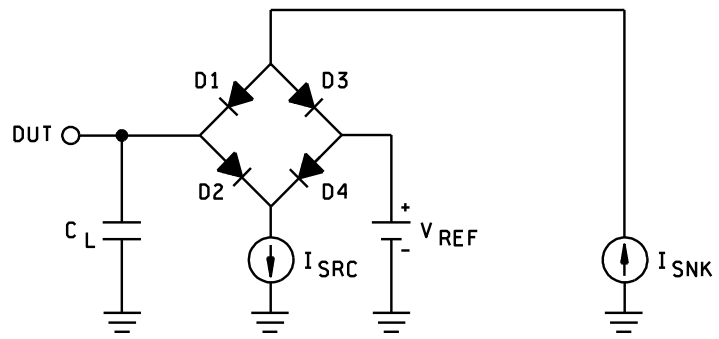 D1
D3
DUT
D2
D4
C L
+
V REF
-
I SRC
I SNK